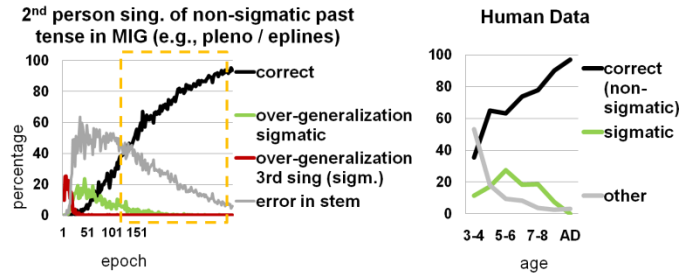 2nd person sing. of non-sigmatic past
tense in MIG (e.g., pleno / eplines)
percentage
100
80
60
40
20
0
1 51 101 151
epoch
correct
over-generalization
sigmatic
over-generalization
3rd sing (sigm.)
error in stem
Human Data
100
80
60
40
20
0
3-4 5-6 7-8 AD
age
correct
(non-
sigmatic)
sigmatic
other